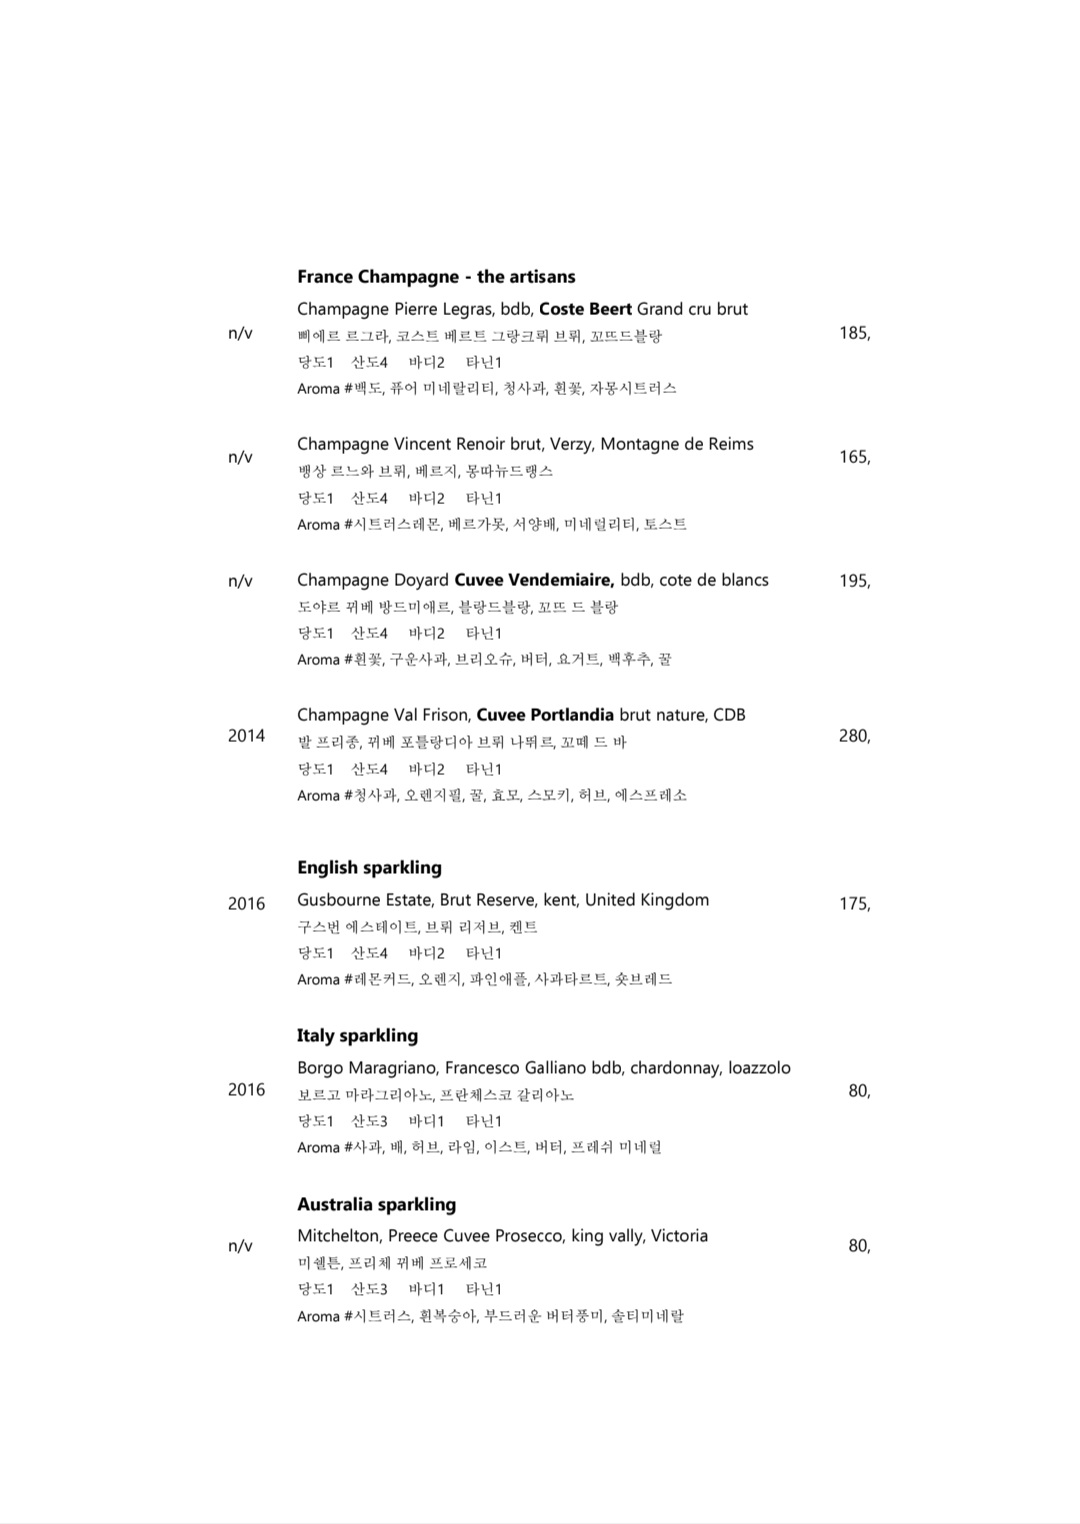 France Champagne - the artisans
Champagne Pierre Legras, bdb, Coste Beert Grand cru brut
n/v
삐에르 르그라, 코스트 베르트 그랑크뤼 브뤼, 꼬뜨드블랑
185,
당도1 산도4 바디2 타닌1
Aroma #백도, 퓨어 미네랄리티, 청사과, 흰꽃, 자몽시트러스
Champagne Vincent Renoir brut, Verzy, Montagne de Reims
n/v
뱅상 르느와 브뤼, 베르지, 몽따뉴드랭스
165,
당도1 산도4 바디2 타닌1
Aroma #시트러스레몬, 베르가못, 서양배, 미네럴리티, 토스트
n/v Champagne Doyard Cuvee Vendemiaire, bdb, cote de blancs 195,
도야르 뀌베 방드미애르, 블랑드블랑, 꼬뜨 드 블랑
당도1 산도4 바디2 타닌1
Aroma #흰꽃, 구운사과, 브리오슈, 버터, 요거트, 백후추, 꿀
Champagne Val Frison, Cuvee Portlandia brut nature, CDB
2014
발 프리종, 뀌베 포틀랑디아 브뤼 나뛰르, 꼬떼 드 바
280,
당도1 산도4 바디2 타닌1
Aroma #청사과, 오렌지필, 꿀, 효모, 스모키, 허브, 에스프레소
English sparkling
2016 Gusbourne Estate, Brut Reserve, kent, United Kingdom 175,
구스번 에스테이트, 브뤼 리저브, 켄트
당도1 산도4 바디2 타닌1
Aroma #레몬커드, 오렌지, 파인애플, 사과타르트, 숏브레드
Italy sparkling
Borgo Maragriano, Francesco Galliano bdb, chardonnay, loazzolo
2016
보르고 마라그리아노, 프란체스코 갈리아노
80,
당도1 산도3 바디1 타닌1
Aroma #사과, 배, 허브, 라임, 이스트, 버터, 프레쉬 미네럴
Australia sparkling
Mitchelton, Preece Cuvee Prosecco, king vally, Victoria
n/v
미쉘튼, 프리체 뀌베 프로세코
80,
당도1 산도3 바디1 타닌1
Aroma #시트러스, 흰복숭아, 부드러운 버터풍미, 솔티미네랄